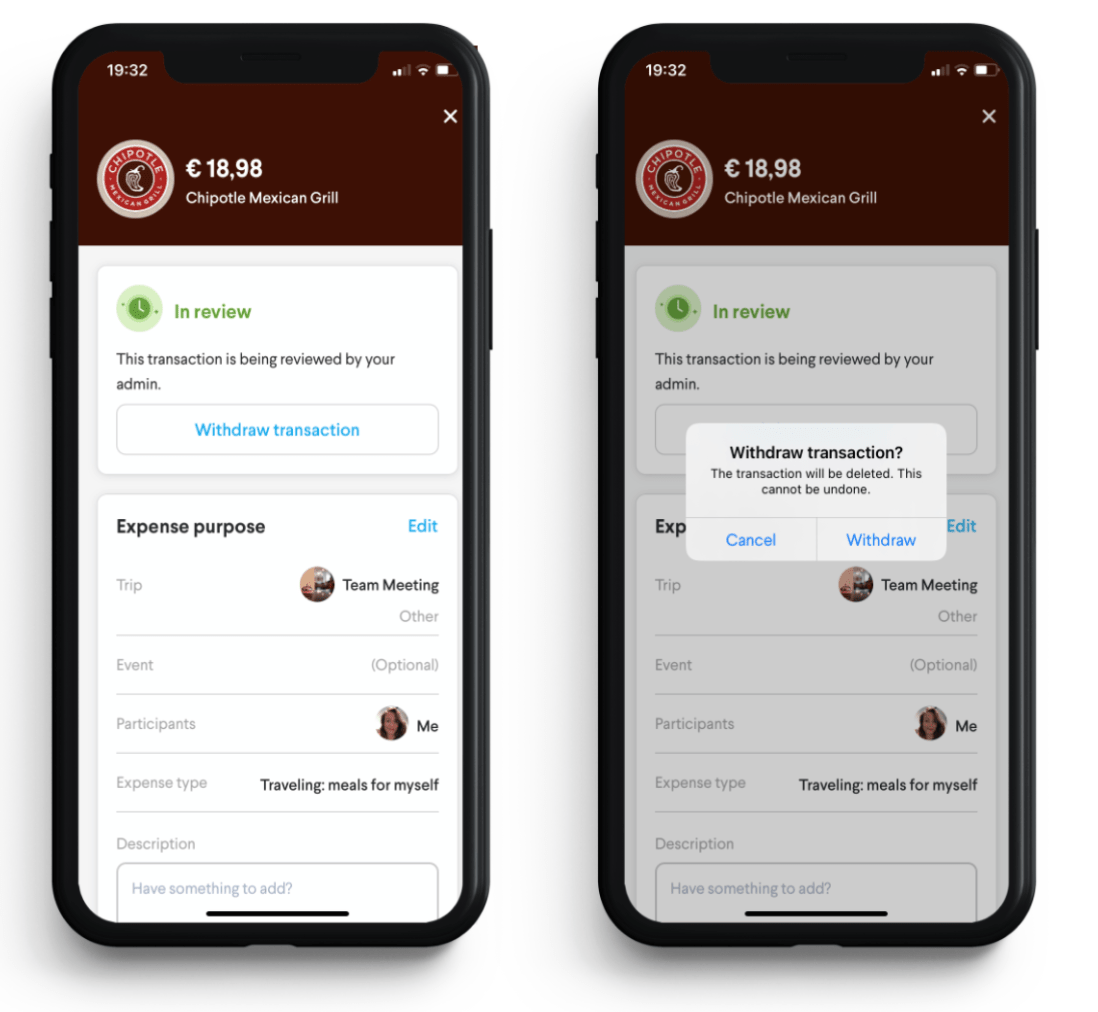 19:32
CHIPOTLE
MEXICAN GRILL
€ 18,98
Chipotle Mexican Grill
In review
This transaction is being reviewed by your
admin.
Withdraw transaction
Expense purpose
Edit
Trip
Team Meeting
Other
Event
(Optional)
Participants
Me
Expense type
Traveling: meals for myself
Description
Have something to add?
19:32
CHIPOTLE
MEXICAN GRILL
€ 18,98
Chipotle Mexican Grill
In review
This transaction is being reviewed by your
admin.
Withdraw transaction?
The transaction will be deleted. This
cannot be undone.
Cancel
Withdraw
Exp
Edit
Trip
Team Meeting
Other
Event
(Optional)
Participants
Me
Expense type
Traveling: meals for myself
Description
Have something to add?